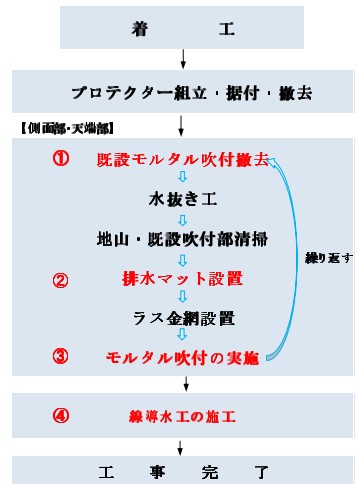 着　　　　工
プロテクター組立・据付・撤去
【側面部・天端部】
① 既設モルタル吹付撤去
水抜き工
地山・既設吹付部清掃
繰り返す
② 排水マット設置
ラス金網設置
③ モルタル吹付の実施
④ 線導水工の施工
工　事　完　了